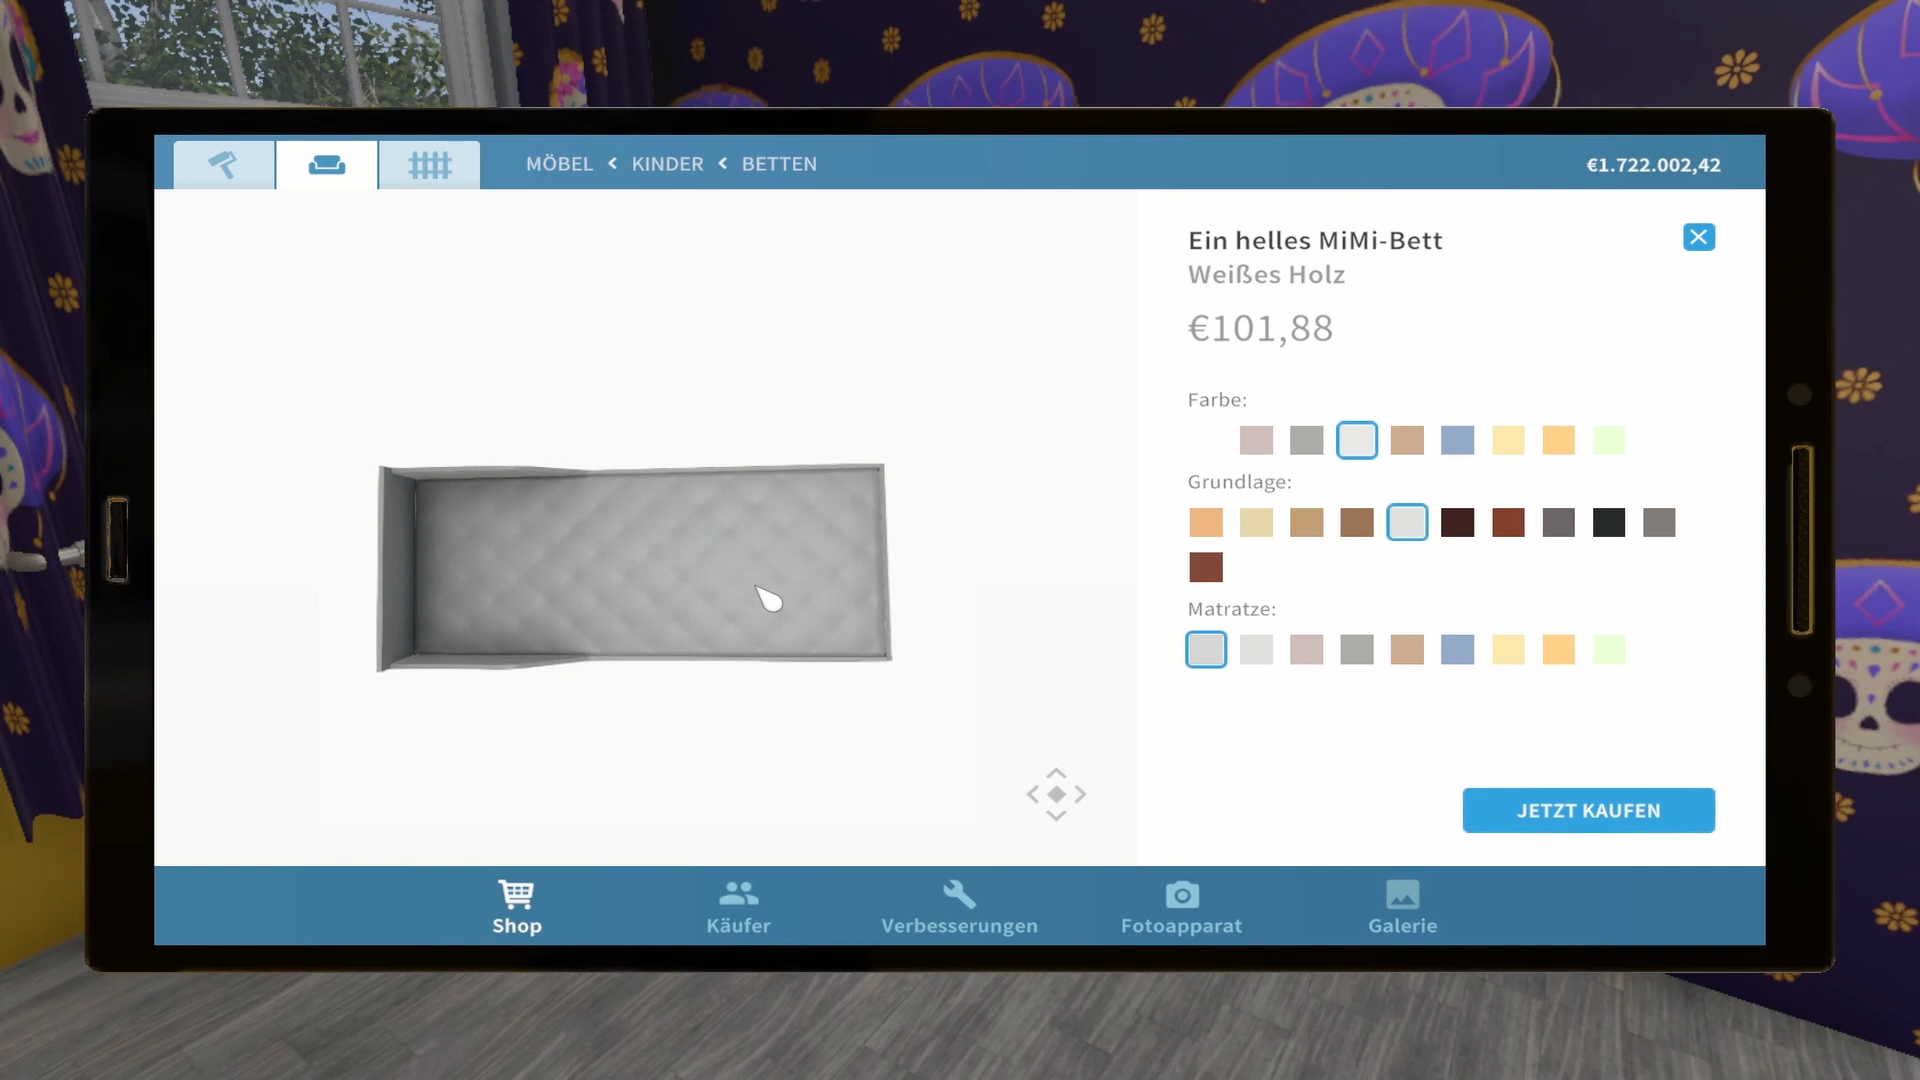 MÖBEL < KINDER < BETTEN
€1.722.002,42
Ein helles MiMi-Bett
Weißes Holz
€101,88
Farbe:
Grundlage:
Matratze:
JETZT KAUFEN
Shop
Käufer
Verbesserungen
Fotoapparat
Galerie